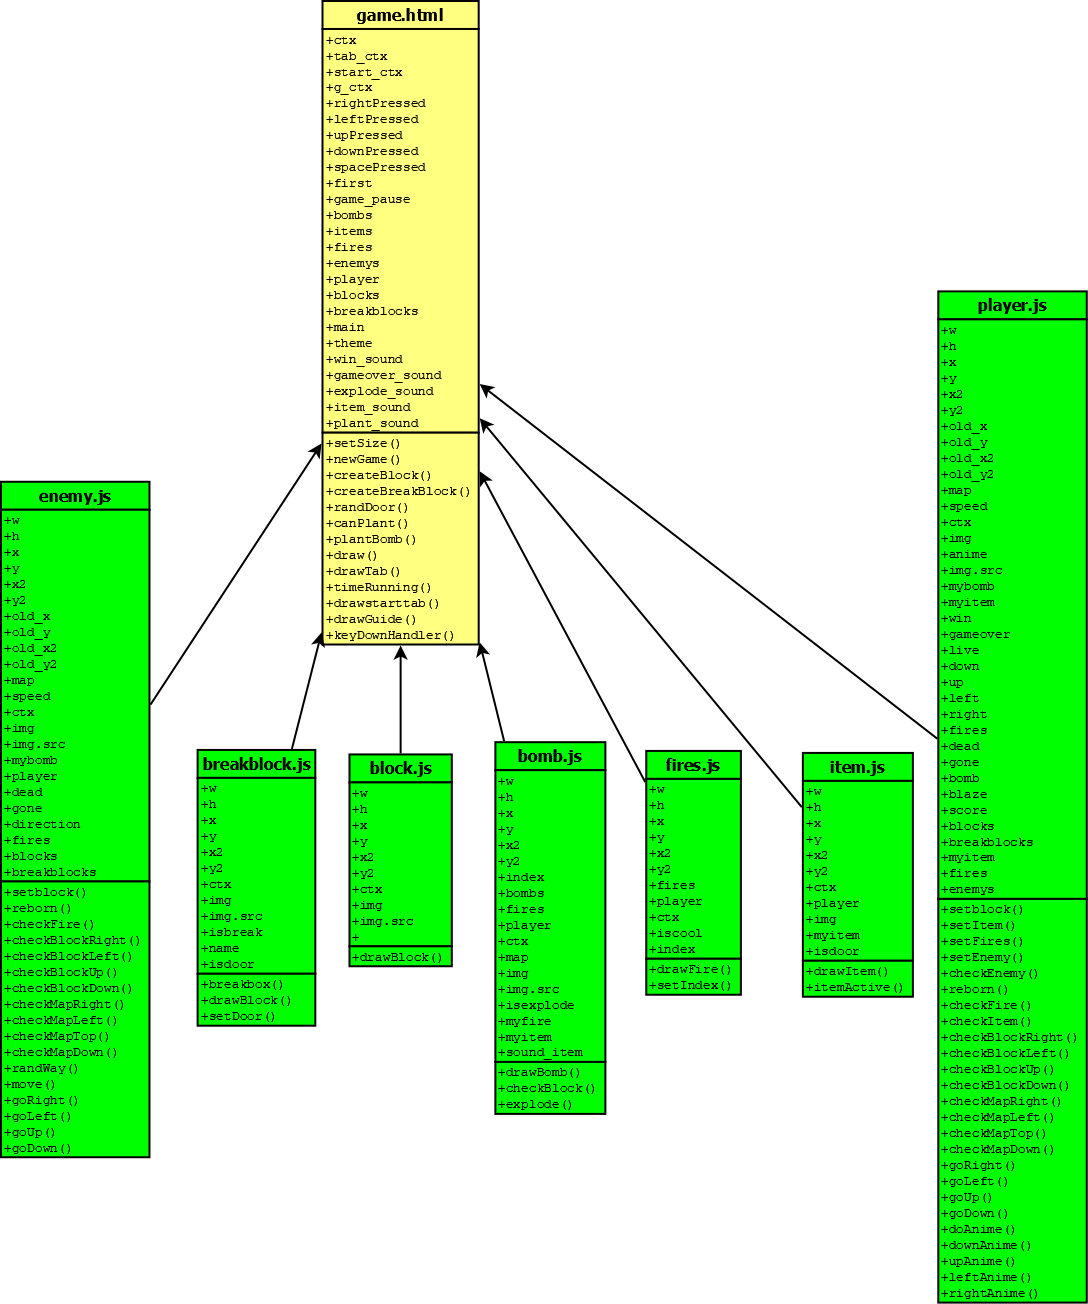 game.html
+ctx
+tab_ctx
+start_ctx
+g_ctx
+rightPressed
+leftPressed
+upPressed
+downPressed
+spacePressed
+first
+game_pause
+bombs
+items
+fires
+enemys
+player
+blocks
+breakblocks
+main
+theme
+win_sound
+gameover_sound
+explode_sound
+item_sound
+plant_sound
+setSize()
+newGame()
+createBlock()
+createBreakBlock()
+randDoor()
+canPlant()
+plantBomb()
+draw()
+drawTab()
+timeRunning()
+drawstarttab()
+drawGuide()
+keyDownHandler()
enemy.js
+w
+h
+x
+y
+x2
+y2
+old_x
+old_y
+old_x2
+old_y2
+map
+speed
+ctx
+img
+img.src
+mybomb
+player
+dead
+gone
+direction
+fires
+blocks
+breakblocks
+setblock()
+reborn()
+checkFire()
+checkBlockRight()
+checkBlockLeft()
+checkBlockUp()
+checkBlockDown()
+checkMapRight()
+checkMapLeft()
+checkMapTop()
+checkMapDown()
+randWay()
+move()
+goRight()
+goLeft()
+goUp()
+goDown()
breakblock.js
+w
+h
+x
+y
+x2
+y2
+ctx
+img
+img.src
+isbreak
+name
+isdoor
+breakbox()
+drawBlock()
+setDoor()
block.js
+w
+h
+x
+y
+x2
+y2
+ctx
+img
+img.src
+
+drawBlock()
bomb.js
+w
+h
+x
+y
+x2
+y2
+index
+bombs
+fires
+player
+ctx
+map
+img
+img.src
+isexplode
+myfire
+myitem
+sound_item
+drawBomb()
+checkBlock()
+explode()
fires.js
+w
+h
+x
+y
+x2
+y2
+fires
+player
+ctx
+iscool
+index
+drawFire()
+setIndex()
item.js
+w
+h
+x
+y
+x2
+y2
+ctx
+player
+img
+myitem
+isdoor
+drawItem()
+itemActive()
player.js
+w
+h
+x
+y
+x2
+y2
+old_x
+old_y
+old_x2
+old_y2
+map
+speed
+ctx
+img
+anime
+img.src
+mybomb
+myitem
+win
+gameover
+live
+down
+up
+left
+right
+fires
+dead
+gone
+bomb
+blaze
+score
+blocks
+breakblocks
+myitem
+fires
+enemys
+setblock()
+setItem()
+setFires()
+setEnemy()
+checkEnemy()
+reborn()
+checkFire()
+checkItem()
+checkBlockRight()
+checkBlockLeft()
+checkBlockUp()
+checkBlockDown()
+checkMapRight()
+checkMapLeft()
+checkMapTop()
+checkMapDown()
+goRight()
+goLeft()
+goUp()
+goDown()
+doAnime()
+downAnime()
+upAnime()
+leftAnime()
+rightAnime()